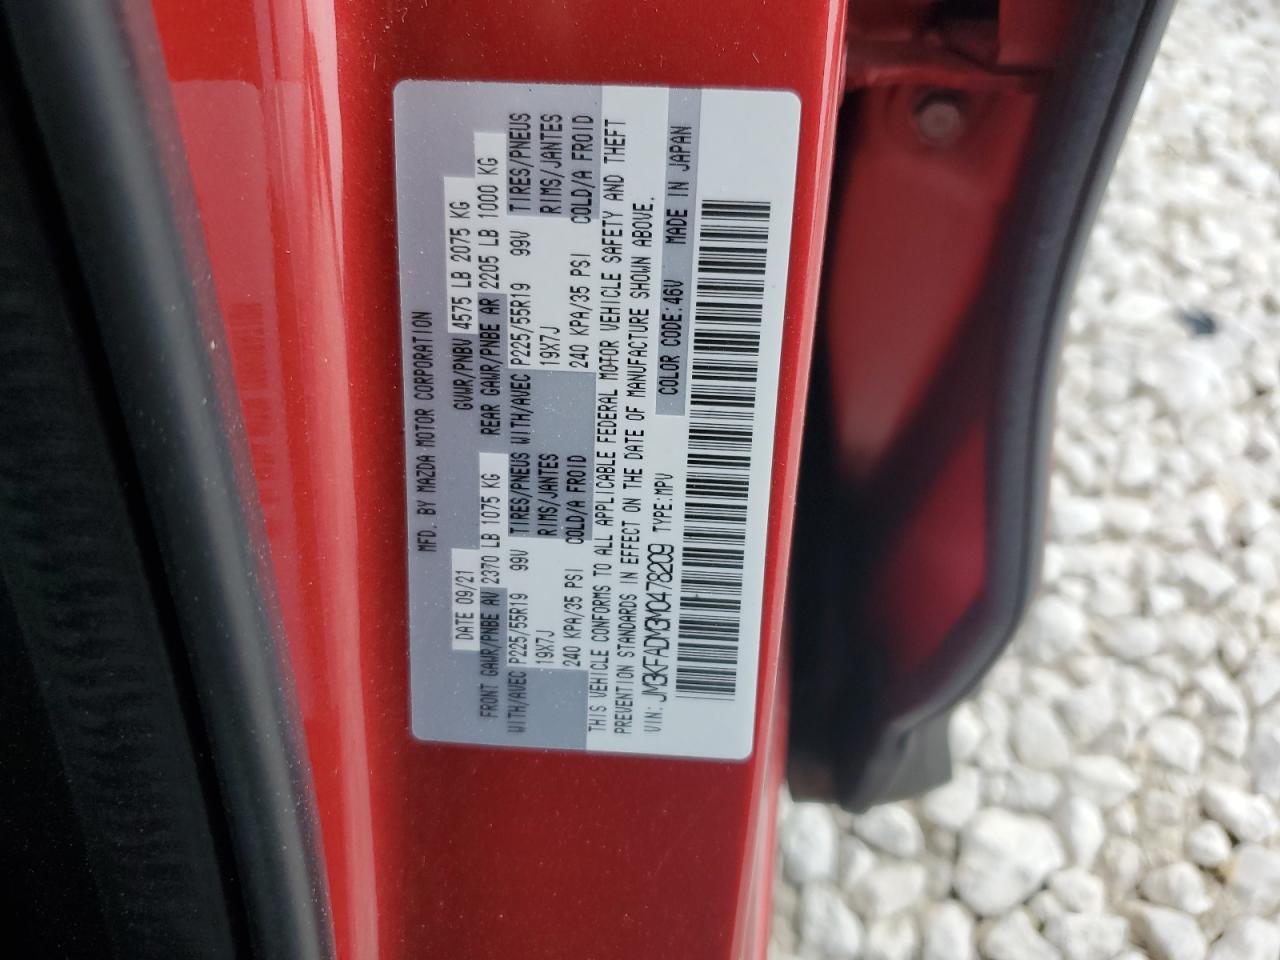 MFD. BY MAZDA MOTOR CORPORATION
DATE 09/21 GVWR/PNBV 4575 LB 2075 KG
FRONT GAWR/PNBE AV 2370 LB 1075 KG REAR GAWR/PNBE AR 2205 LB 1000 KG
WITH/AVEC P225/55R19 99V TIRES/PNEUS WITH/AVEC P225/55R19 99V TIRES/PNEUS
19X7J RIMS/JANTES 19X7J RIMS/JANTES
240 KPA/35 PSI COLD/A FROID 240 KPA/35 PSI COLD/A FROID
THIS VEHICLE CONFORMS TO ALL APPLICABLE FEDERAL MOTOR VEHICLE SAFETY AND THEFT
PREVENTION STANDARDS IN EFFECT ON THE DATE OF MANUFACTURE SHOWN ABOVE.
VIN: JM3KFADM3M0478209 TYPE:MPV COLOR CODE:46V MADE IN JAPAN